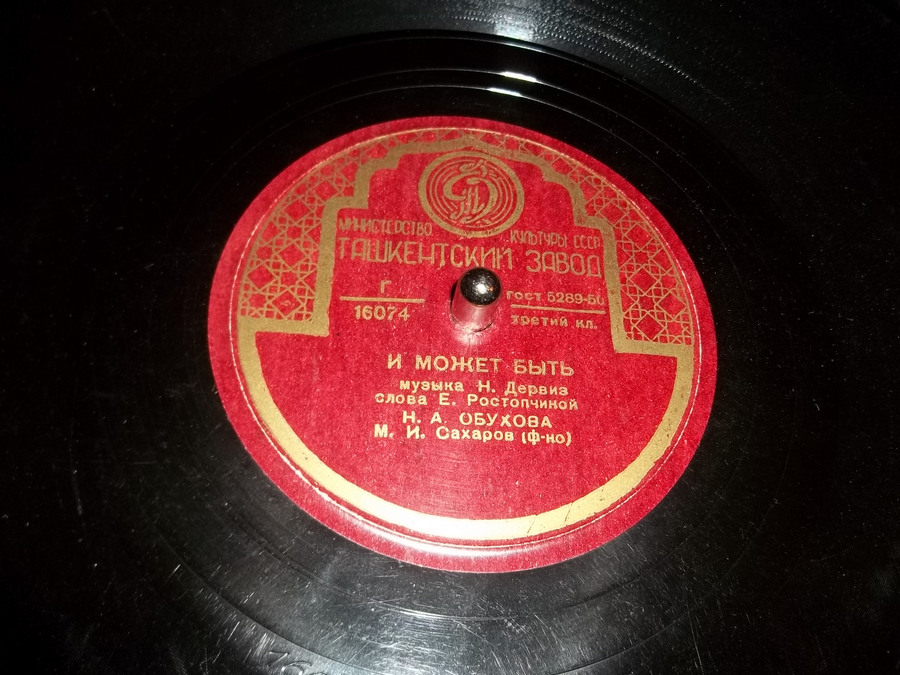 МИНИСТЕРСТВО КУЛЬТУРЫ СССР
ТАШКЕНТСКИЙ ЗАВОД
Г
16074
ГОСТ 5289-50
третий кл.
И МОЖЕТ БЫТЬ
музыка Н. Дервиз
слова Е. Ростопчиной
Н. А. ОБУХОВА
М. И. Сахаров (ф-но)